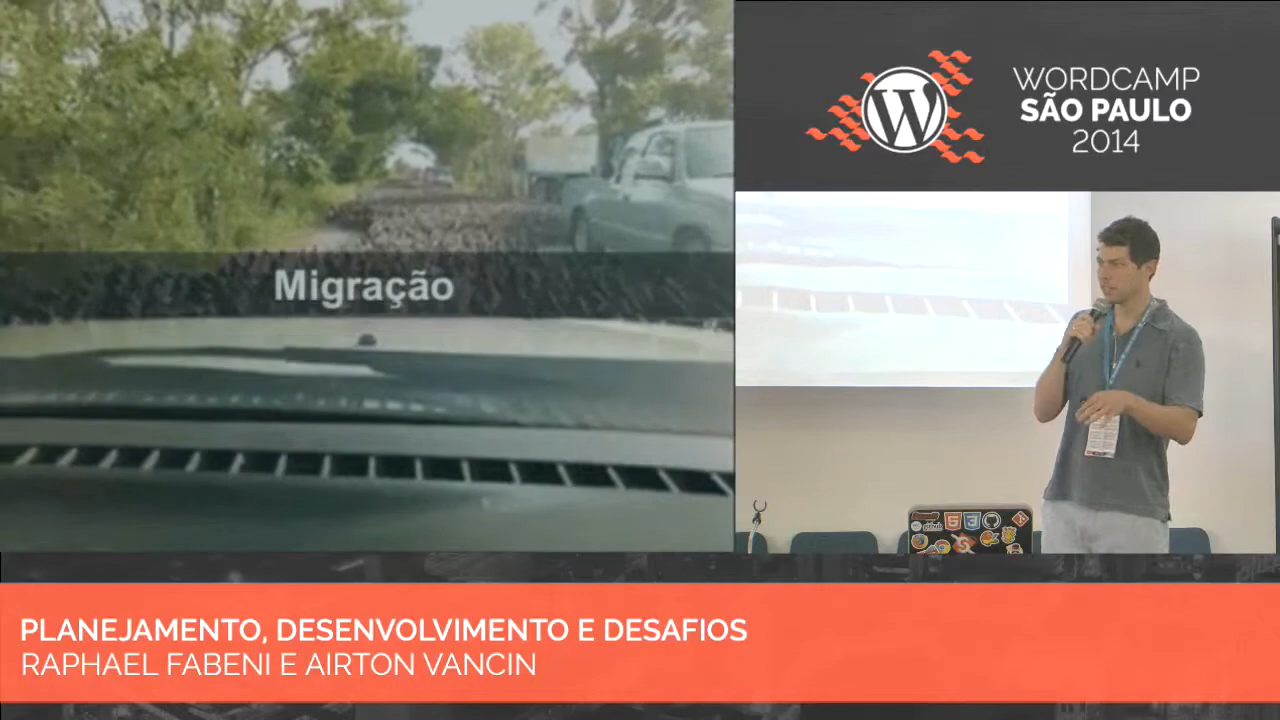 Migração
WORDCAMP
SÃO PAULO
2014
PLANEJAMENTO, DESENVOLVIMENTO E DESAFIOS
RAPHAEL FABENI E AIRTON VANCIN